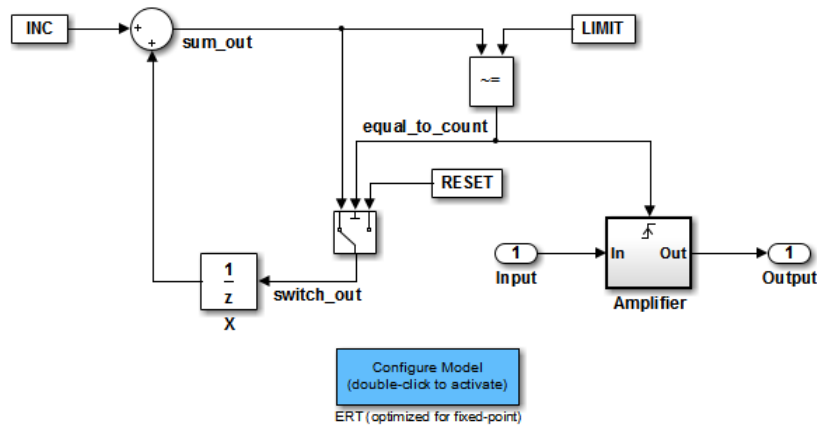 INC
+
+
sum_out
LIMIT
~=
equal_to_count
RESET
1
Input
In
Out
Amplifier
1
Output
1
z
X
switch_out
Configure Model
(double-click to activate)
ERT (optimized for fixed-point)